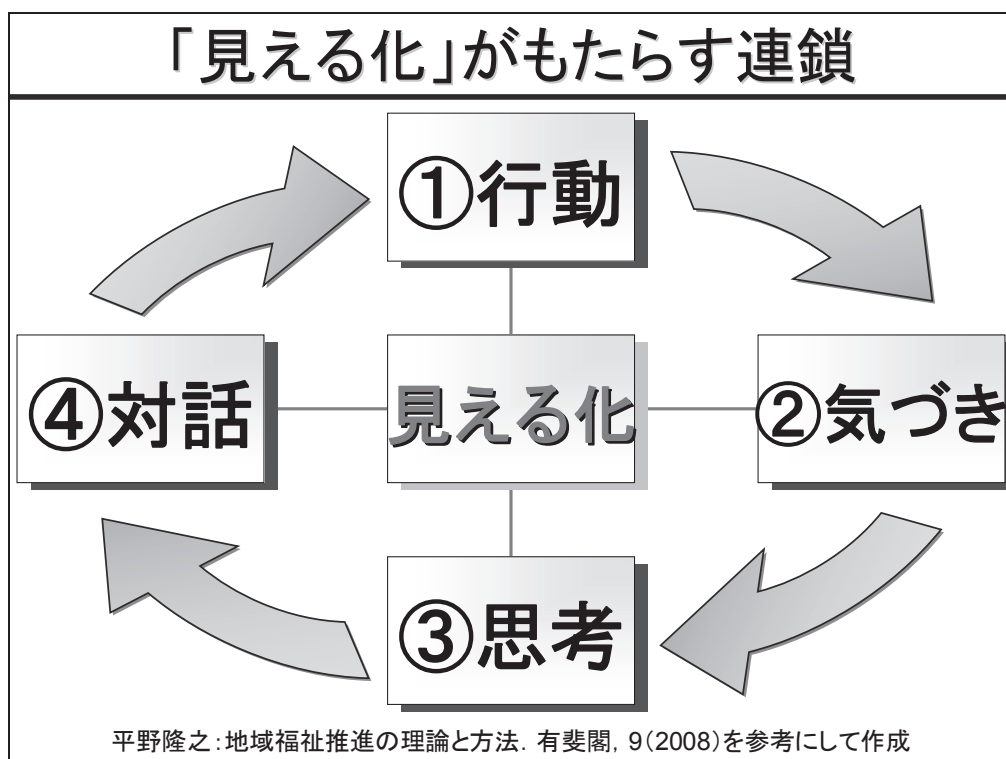 「見える化」がもたらす連鎖
①行動
④対話
見える化
②気づき
③思考
平野隆之：地域福祉推進の理論と方法．有斐閣，9(2008)を参考にして作成